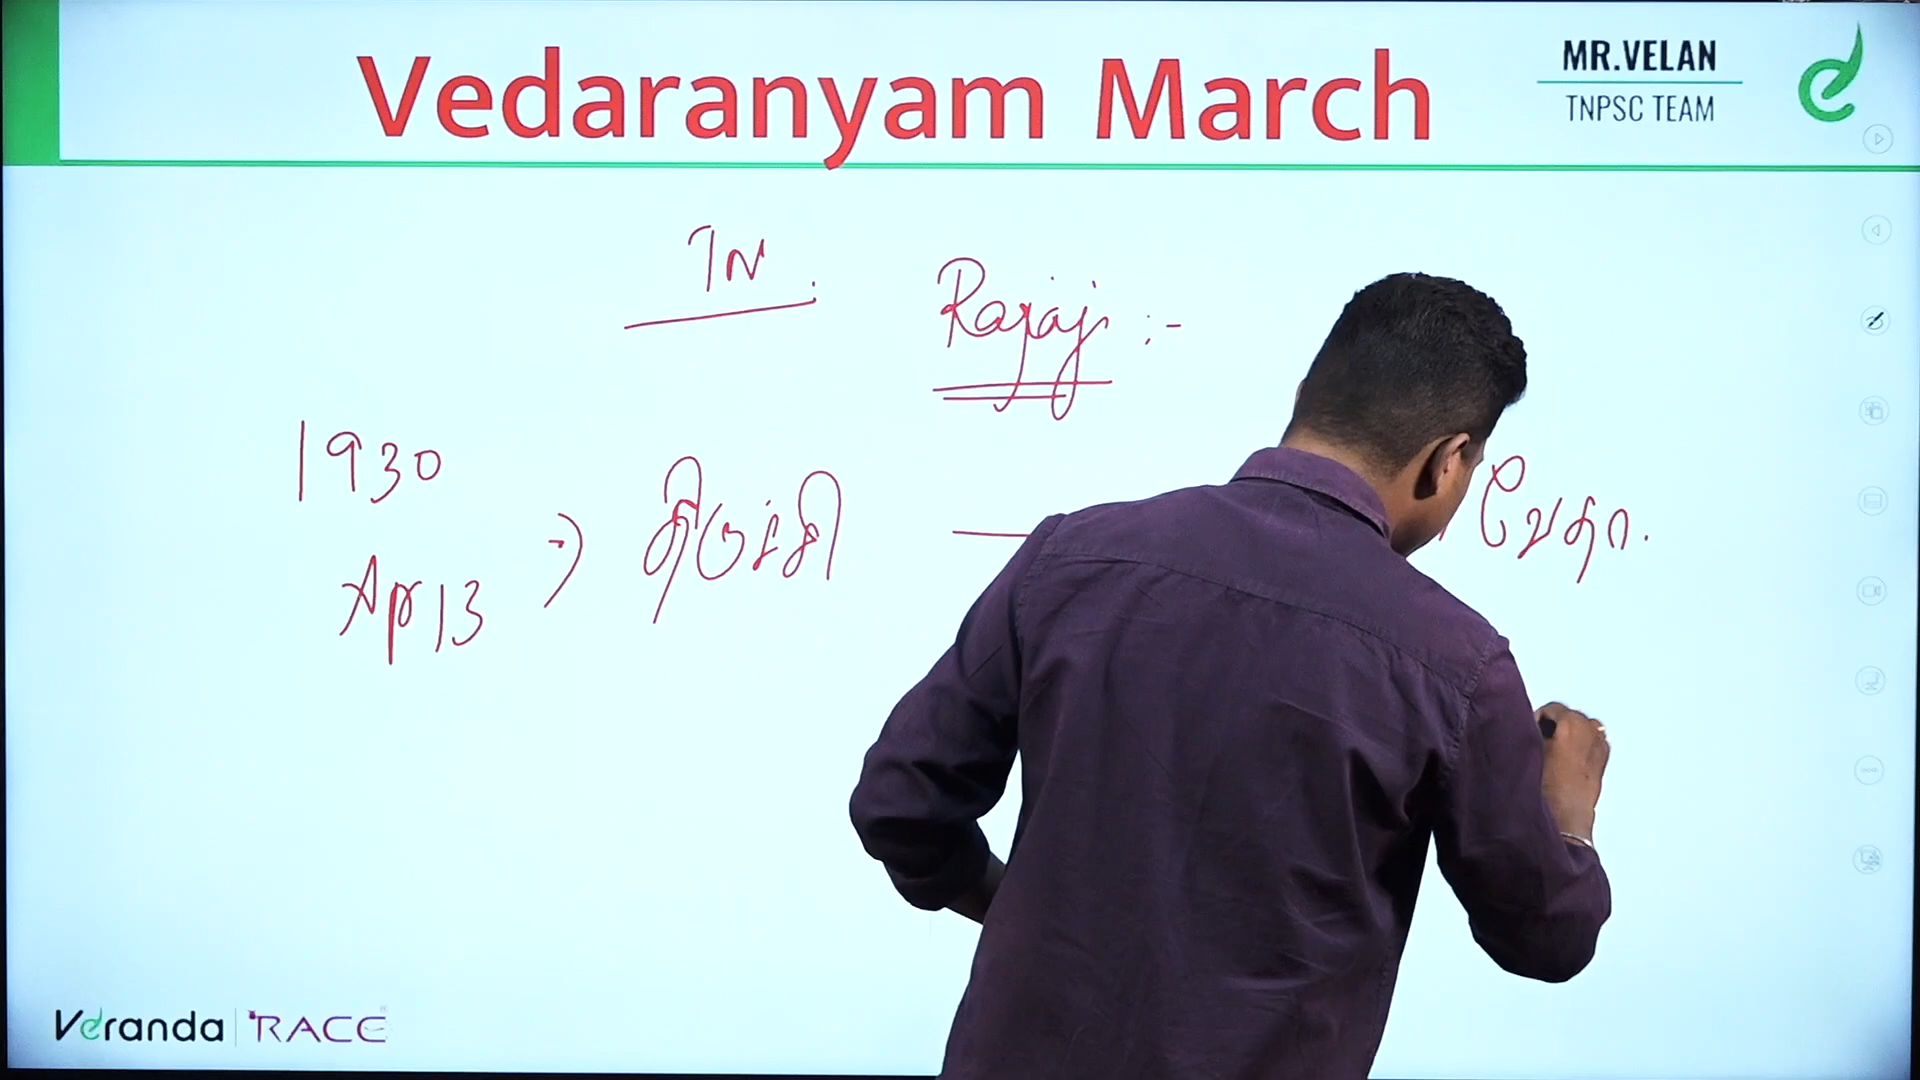 Vedaranyam March
MR.VELAN
TNPSC TEAM
TN.
Rajaji :-
1930
Apr 13
திருச்சி — வேதா.
Veranda RACE